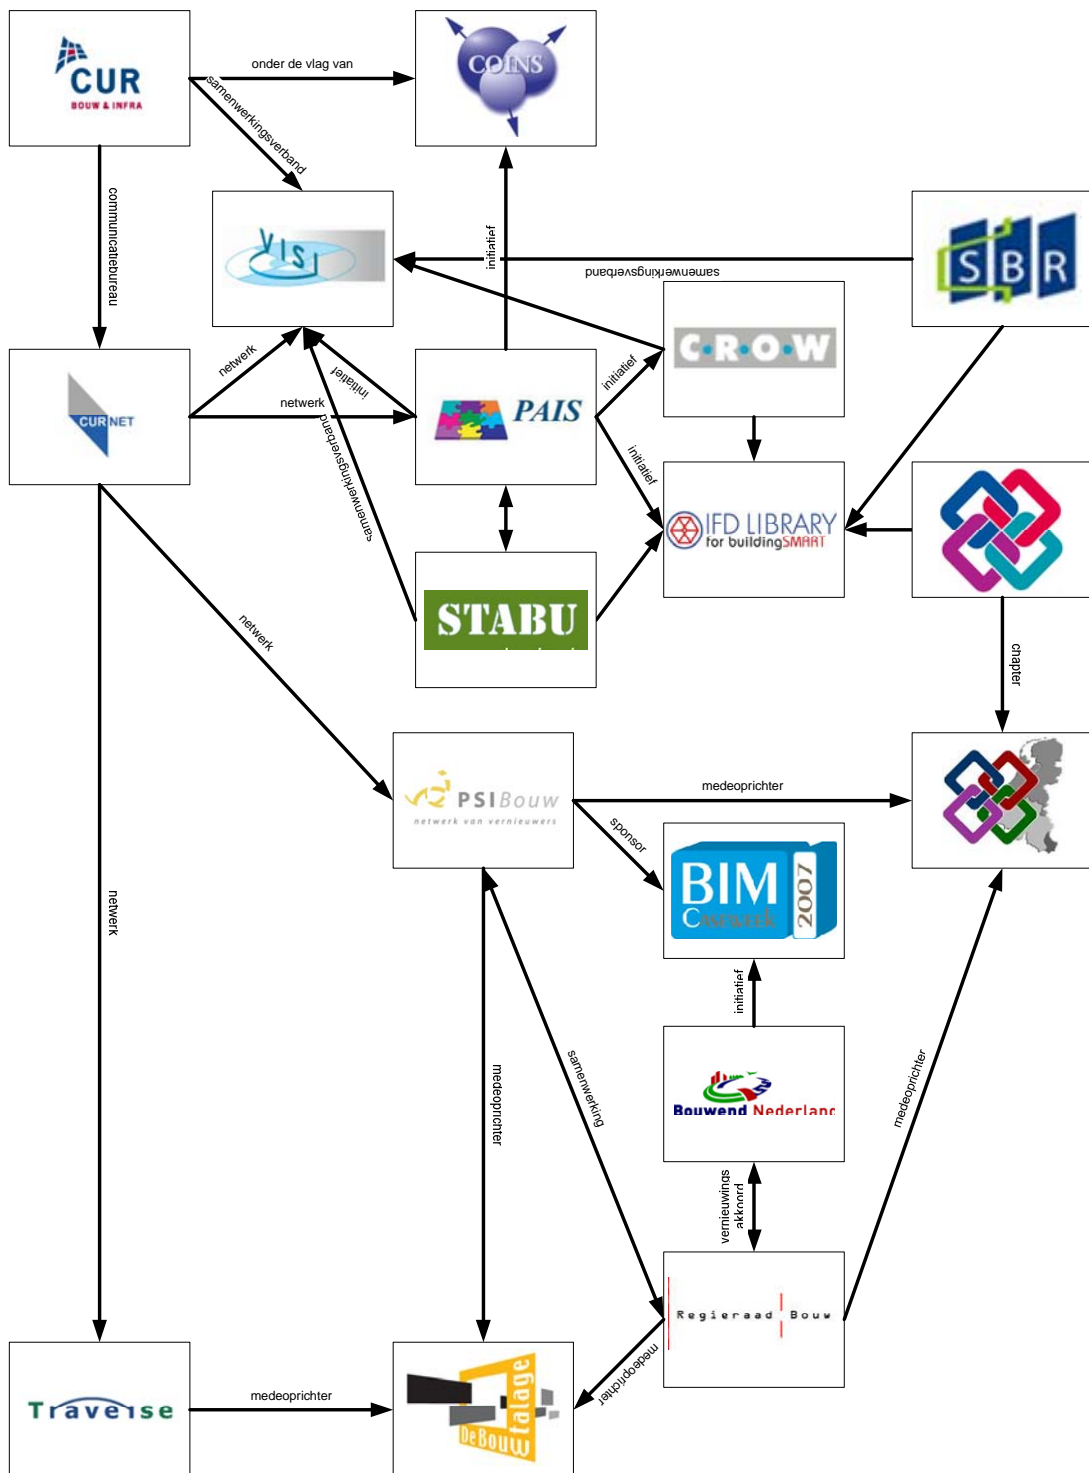 CUR
BOUW & INFRA
onder de vlag van
COINS
samenwerkingsverband
communicatiebureau
VISI
initiatief
samenwerkingsverband
SBR
C·R·O·W
netwerk
initiatief
initiatief
CURNET
netwerk
PAIS
samenwerkingsverband
initiatief
IFD LIBRARY
for buildingSMART
STABU
netwerk
chapter
PSIBouw
netwerk van vernieuwers
medeoprichter
sponsor
BIM
Caseweek
2007
netwerk
initiatief
medeoprichter
samenwerking
Bouwend Nederland
medeoprichter
vernieuwings
akkoord
Regieraad Bouw
medeoprichter
Traverse
medeoprichter
De Bouw
talage